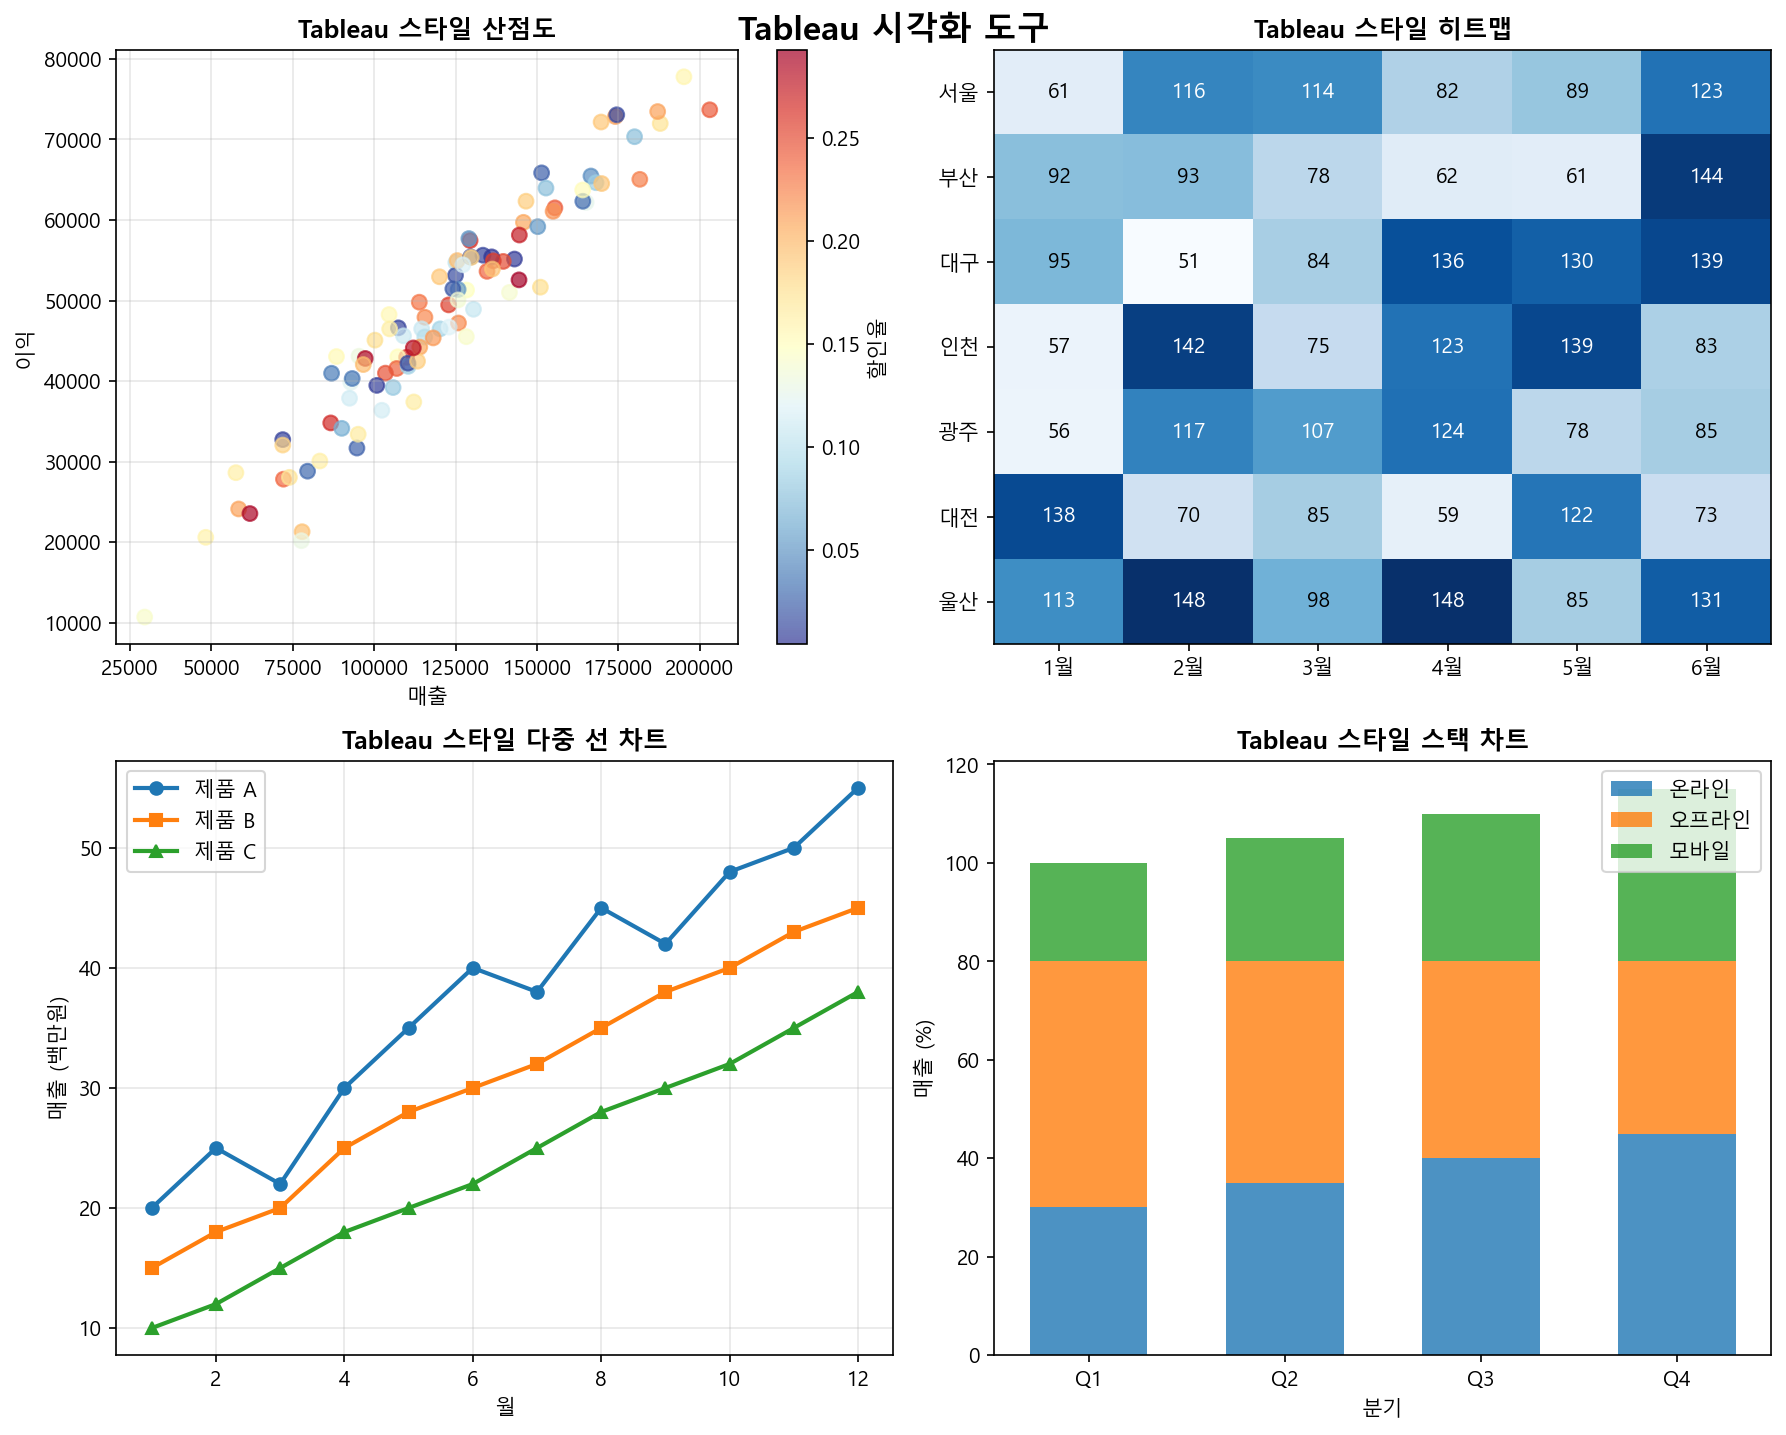 Tableau 시각화 도구
Tableau 스타일 산점도
80000
70000
60000
50000
40000
30000
20000
10000
이익
25000 50000 75000 100000 125000 150000 175000 200000
매출
0.25
0.20
0.15
0.10
0.05
할인율
Tableau 스타일 히트맵
서울 61 116 114 82 89 123
부산 92 93 78 62 61 144
대구 95 51 84 136 130 139
인천 57 142 75 123 139 83
광주 56 117 107 124 78 85
대전 138 70 85 59 122 73
울산 113 148 98 148 85 131
1월 2월 3월 4월 5월 6월
Tableau 스타일 다중 선 차트
제품 A
제품 B
제품 C
50
40
30
20
10
매출 (백만원)
2 4 6 8 10 12
월
Tableau 스타일 스택 차트
온라인
오프라인
모바일
120
100
80
60
40
20
0
매출 (%)
Q1 Q2 Q3 Q4
분기